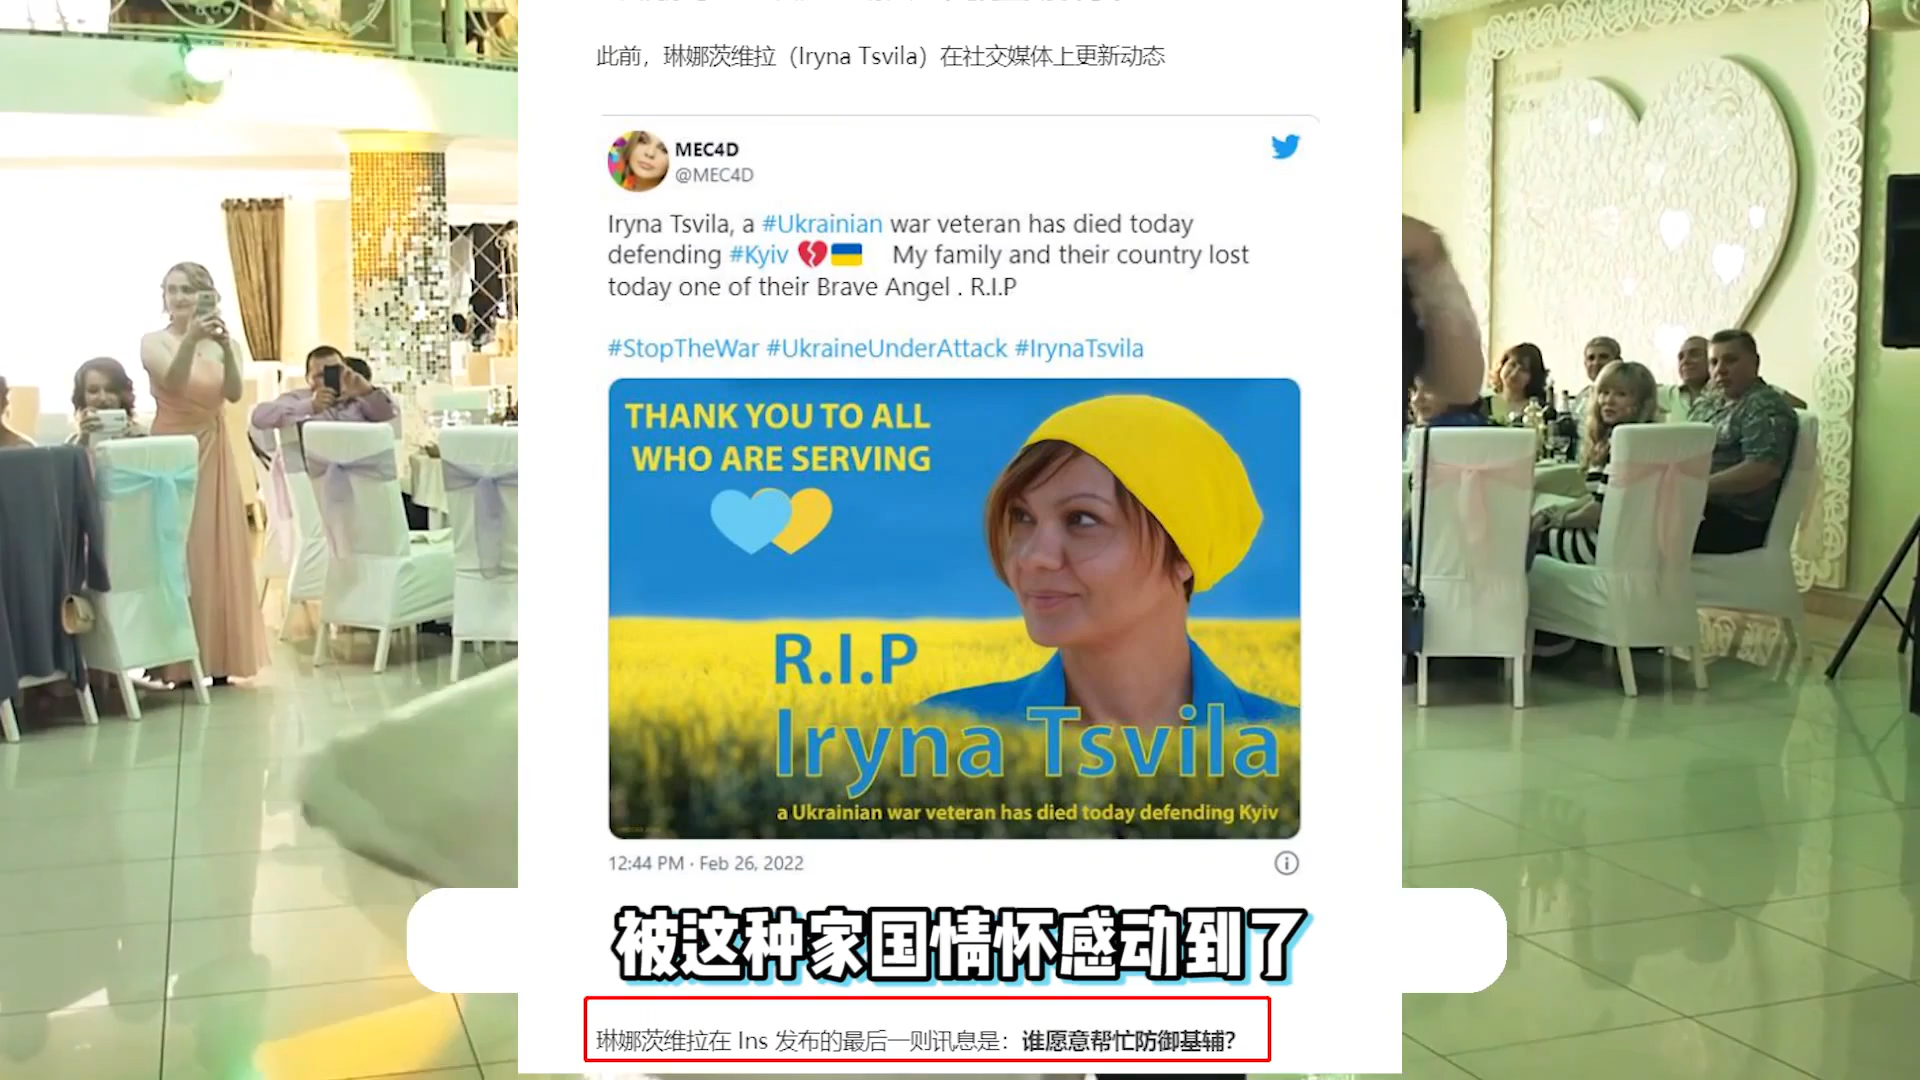 此前，琳娜茨维拉（Iryna Tsvila）在社交媒体上更新动态
MEC4D
@MEC4D
Iryna Tsvila, a #Ukrainian war veteran has died today
defending #Kyiv 💔🇺🇦 My family and their country lost
today one of their Brave Angel . R.I.P
#StopTheWar #UkraineUnderAttack #IrynaTsvila
THANK YOU TO ALL
WHO ARE SERVING
R.I.P
Iryna Tsvila
a Ukrainian war veteran has died today defending Kyiv
12:44 PM · Feb 26, 2022
被这种家国情怀感动到了
琳娜茨维拉在 Ins 发布的最后一则讯息是：谁愿意帮忙防御基辅？